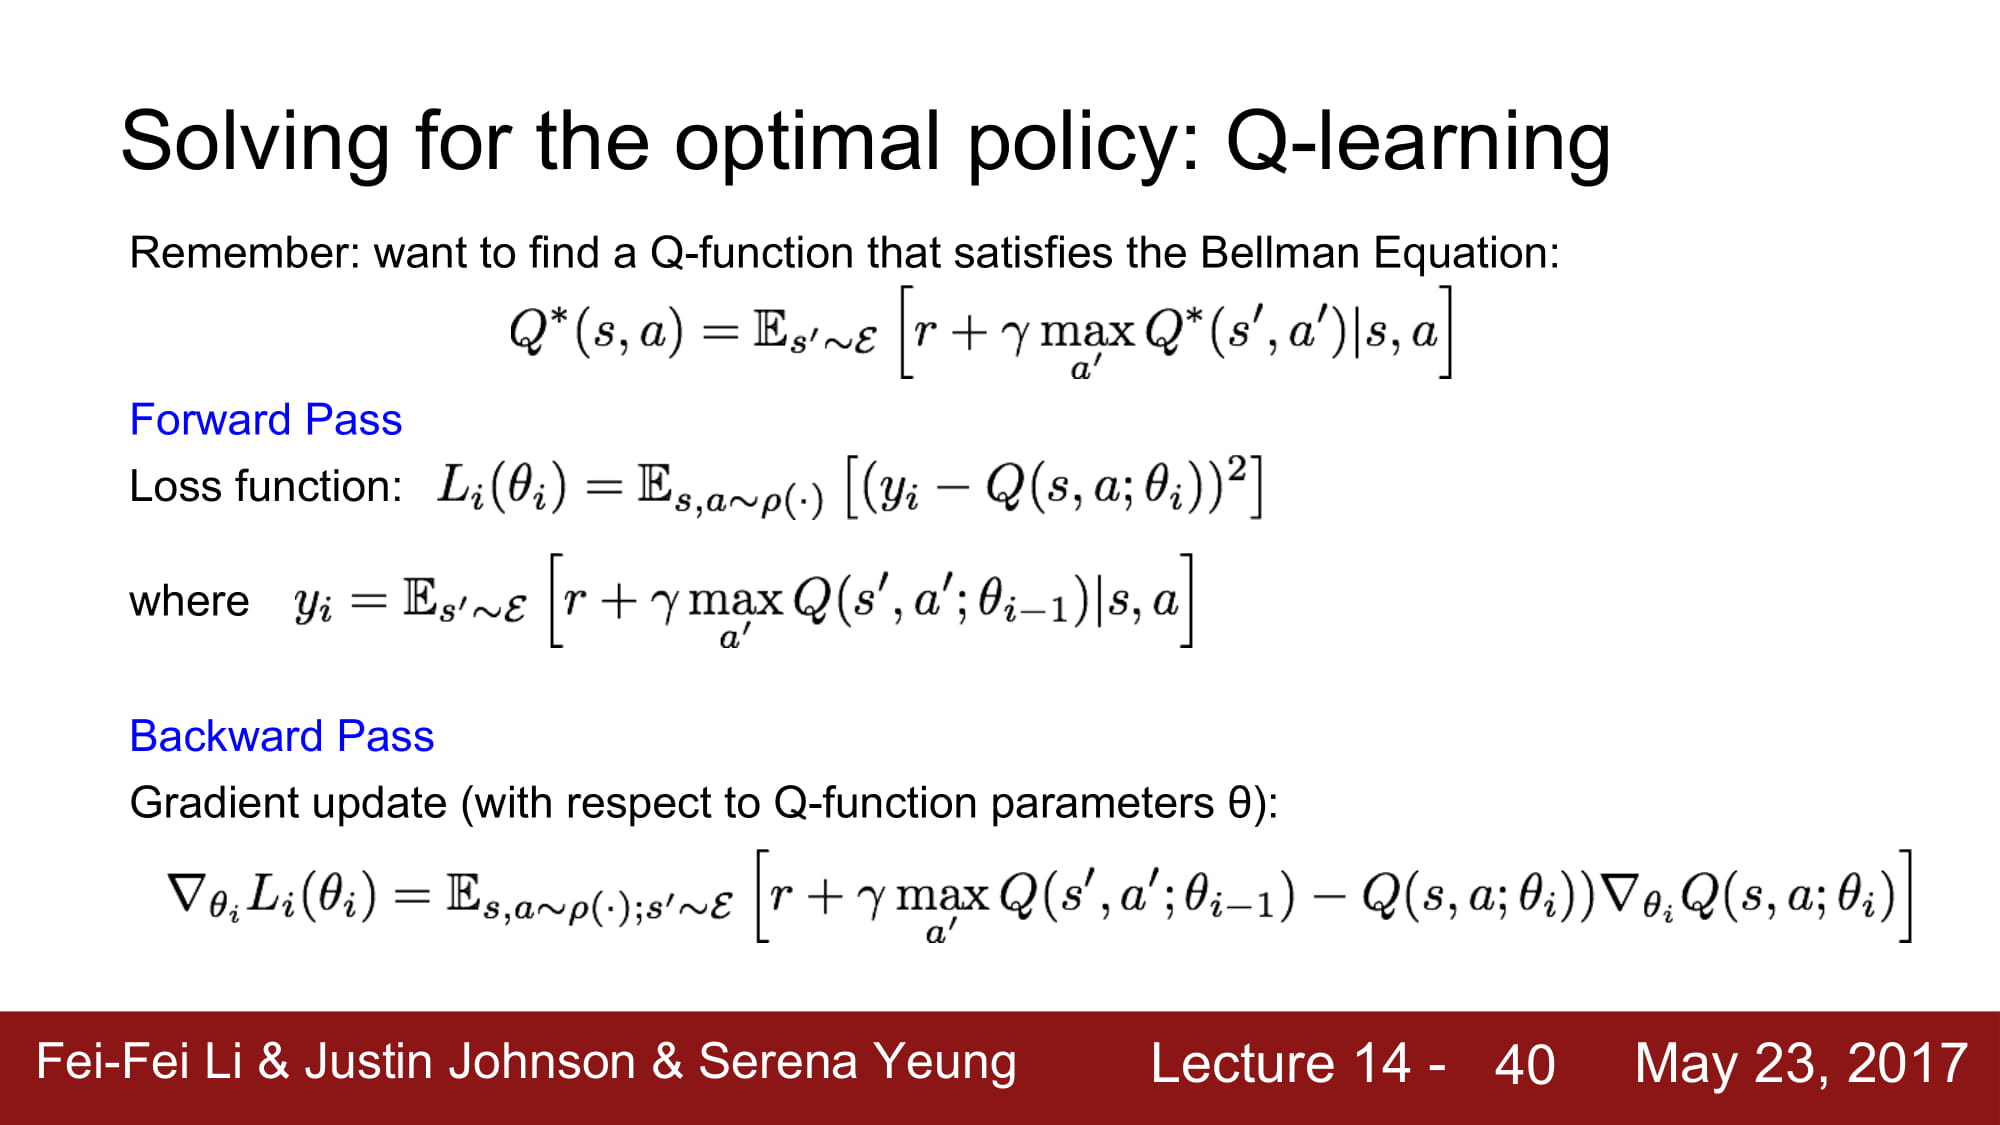 Solving for the optimal policy: Q-learning
Remember: want to find a Q-function that satisfies the Bellman Equation:
$Q^*(s, a) = \mathbb{E}_{s' \sim \mathcal{E}} \left[ r + \gamma \max_{a'} Q^*(s', a') | s, a \right]$
Forward Pass
Loss function: $L_i(\theta_i) = \mathbb{E}_{s,a \sim \rho(\cdot)} \left[ (y_i - Q(s, a; \theta_i))^2 \right]$
where $y_i = \mathbb{E}_{s' \sim \mathcal{E}} \left[ r + \gamma \max_{a'} Q(s', a'; \theta_{i-1}) | s, a \right]$
Backward Pass
Gradient update (with respect to Q-function parameters θ):
$\nabla_{\theta_i} L_i(\theta_i) = \mathbb{E}_{s,a \sim \rho(\cdot); s' \sim \mathcal{E}} \left[ r + \gamma \max_{a'} Q(s', a'; \theta_{i-1}) - Q(s, a; \theta_i)) \nabla_{\theta_i} Q(s, a; \theta_i) \right]$
Fei-Fei Li & Justin Johnson & Serena Yeung Lecture 14 - 40 May 23, 2017